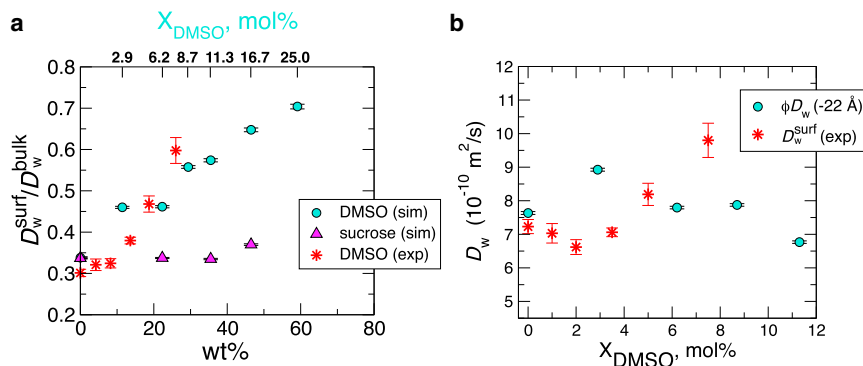 a
X_DMSO, mol%
2.9 6.2 8.7 11.3 16.7 25.0
0.8
0.7
0.6
0.5
0.4
0.3
0.2
D_w^surf/D_w^bulk
DMSO (sim)
sucrose (sim)
DMSO (exp)
0 20 40 60 80
wt%
b
12
11
10
9
8
7
6
5
D_w (10^-10 m^2/s)
ϕD_w (-22 Å)
D_w^surf (exp)
0 2 4 6 8 10 12
X_DMSO, mol%